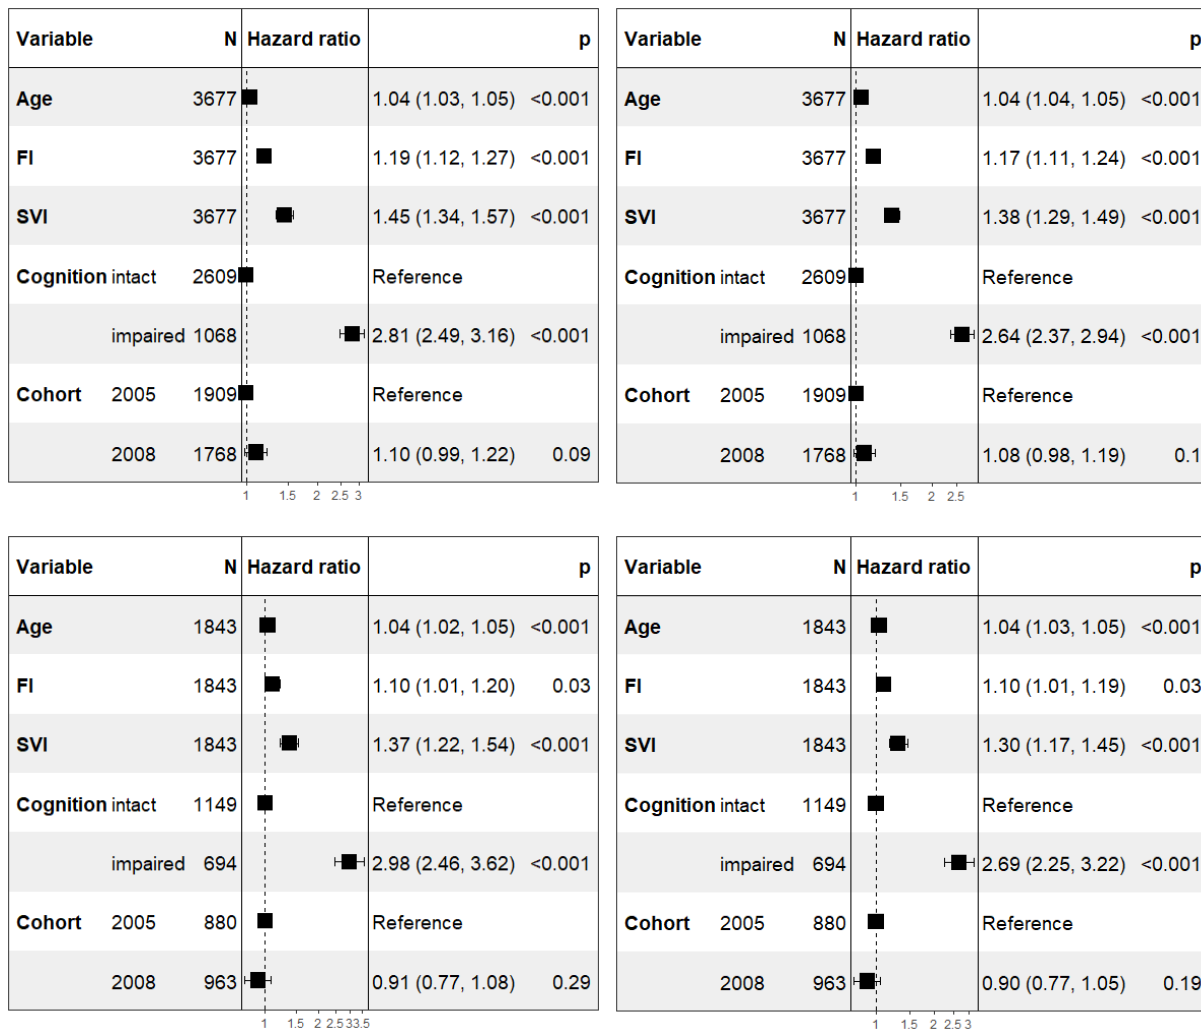 Variable N Hazard ratio p
Age 3677 1.04 (1.03, 1.05) <0.001
FI 3677 1.19 (1.12, 1.27) <0.001
SVI 3677 1.45 (1.34, 1.57) <0.001
Cognition intact 2609 Reference
impaired 1068 2.81 (2.49, 3.16) <0.001
Cohort 2005 1909 Reference
2008 1768 1.10 (0.99, 1.22) 0.09
1 1.5 2 2.5 3
Variable N Hazard ratio p
Age 3677 1.04 (1.04, 1.05) <0.001
FI 3677 1.17 (1.11, 1.24) <0.001
SVI 3677 1.38 (1.29, 1.49) <0.001
Cognition intact 2609 Reference
impaired 1068 2.64 (2.37, 2.94) <0.001
Cohort 2005 1909 Reference
2008 1768 1.08 (0.98, 1.19) 0.1
1 1.5 2 2.5
Variable N Hazard ratio p
Age 1843 1.04 (1.02, 1.05) <0.001
FI 1843 1.10 (1.01, 1.20) 0.03
SVI 1843 1.37 (1.22, 1.54) <0.001
Cognition intact 1149 Reference
impaired 694 2.98 (2.46, 3.62) <0.001
Cohort 2005 880 Reference
2008 963 0.91 (0.77, 1.08) 0.29
1 1.5 2 2.5 3 3.5
Variable N Hazard ratio p
Age 1843 1.04 (1.03, 1.05) <0.001
FI 1843 1.10 (1.01, 1.19) 0.03
SVI 1843 1.30 (1.17, 1.45) <0.001
Cognition intact 1149 Reference
impaired 694 2.69 (2.25, 3.22) <0.001
Cohort 2005 880 Reference
2008 963 0.90 (0.77, 1.05) 0.19
1 1.5 2 2.5 3